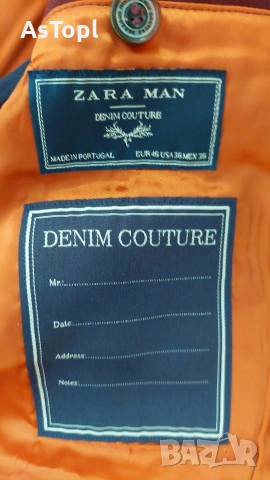 AsTopl
ZARA MAN
DENIM COUTURE
MADE IN PORTUGAL EUR 46 USA 36 MEX 36
DENIM COUTURE
Mr:
Date:
Address:
Notes:
BAZAR